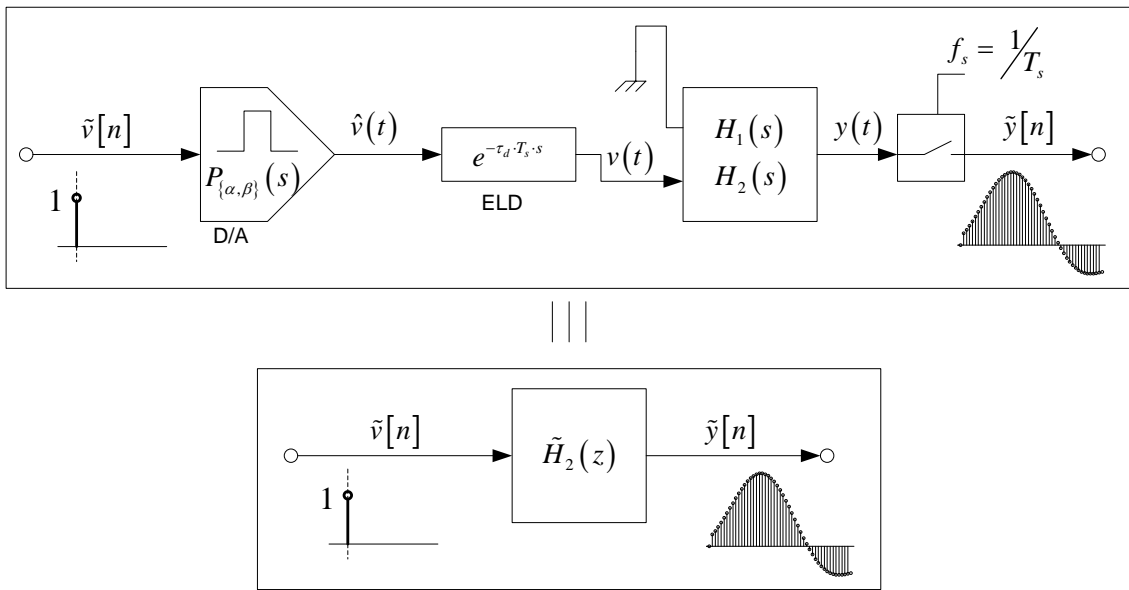 f_s = 1/T_s
ṽ[n]
P_{α,β}(s)
v̂(t)
e^{-τ_d·T_s·s}
v(t)
H_1(s)
H_2(s)
y(t)
ỹ[n]
1
D/A
ELD
ṽ[n]
H̃_2(z)
ỹ[n]
1